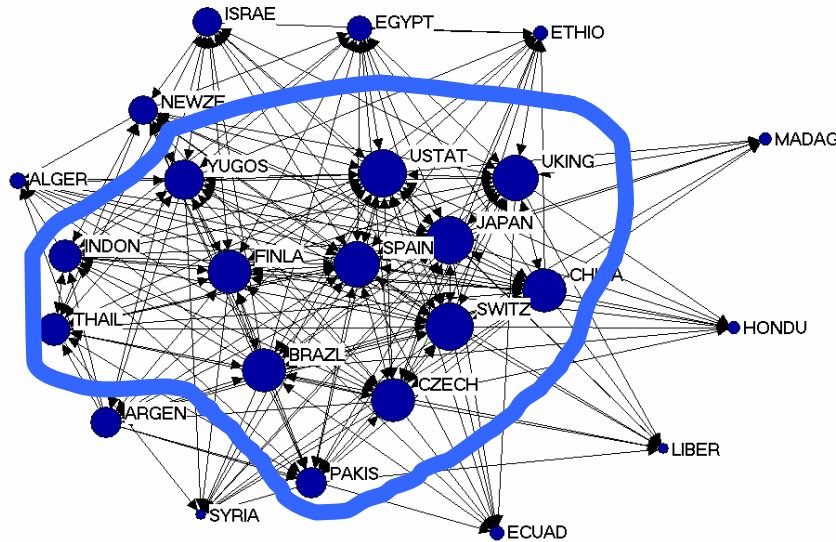 ISRAE
EGYPT
ETHIO
NEWZE
MADAG
YUGOS
USTAT
UKING
ALGER
JAPAN
INDON
FINLA
SPAIN
CHINA
THAIL
SWITZ
HONDU
BRAZL
CZECH
ARGEN
LIBER
PAKIS
SYRIA
ECUAD